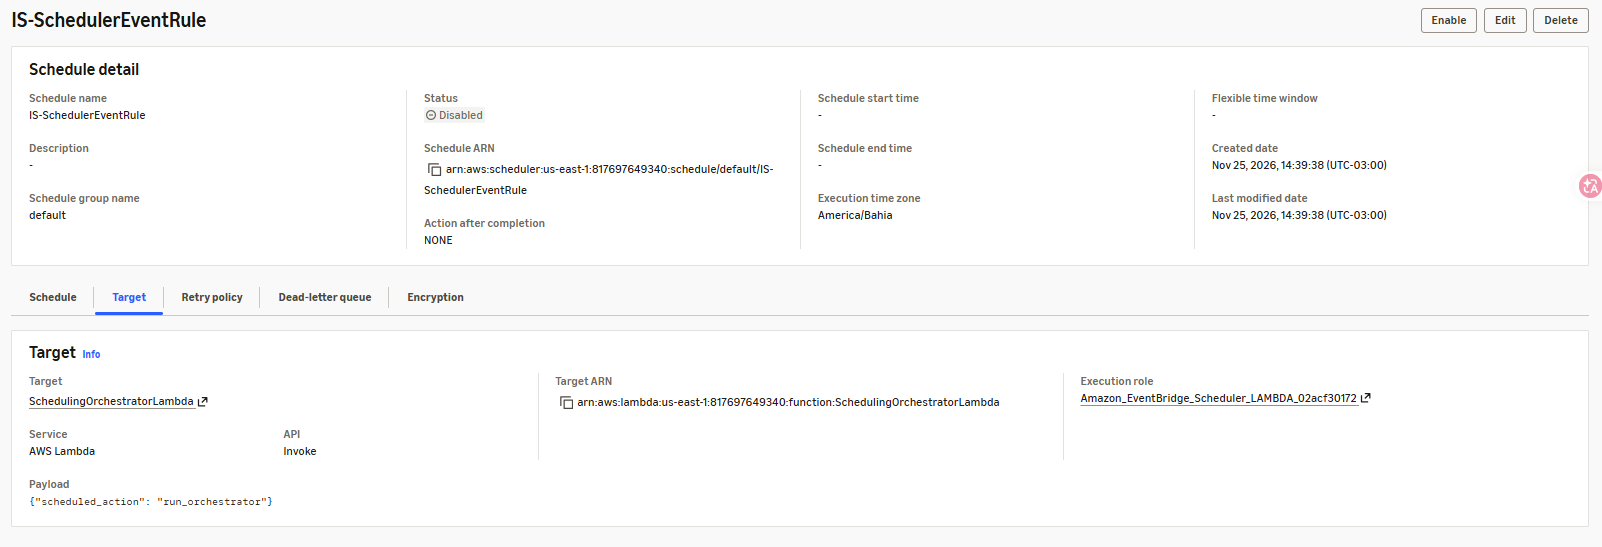 IS-SchedulerEventRule
Enable
Edit
Delete
Schedule detail
Schedule name
IS-SchedulerEventRule
Description
-
Schedule group name
default
Status
Disabled
Schedule ARN
arn:aws:scheduler:us-east-1:817697649340:schedule/default/IS-
SchedulerEventRule
Action after completion
NONE
Schedule start time
-
Schedule end time
-
Execution time zone
America/Bahia
Flexible time window
-
Created date
Nov 25, 2026, 14:39:38 (UTC-03:00)
Last modified date
Nov 25, 2026, 14:39:38 (UTC-03:00)
Schedule
Target
Retry policy
Dead-letter queue
Encryption
Target Info
Target
SchedulingOrchestratorLambda
Service
AWS Lambda
API
Invoke
Payload
{"scheduled_action": "run_orchestrator"}
Target ARN
arn:aws:lambda:us-east-1:817697649340:function:SchedulingOrchestratorLambda
Execution role
Amazon_EventBridge_Scheduler_LAMBDA_02acf30172